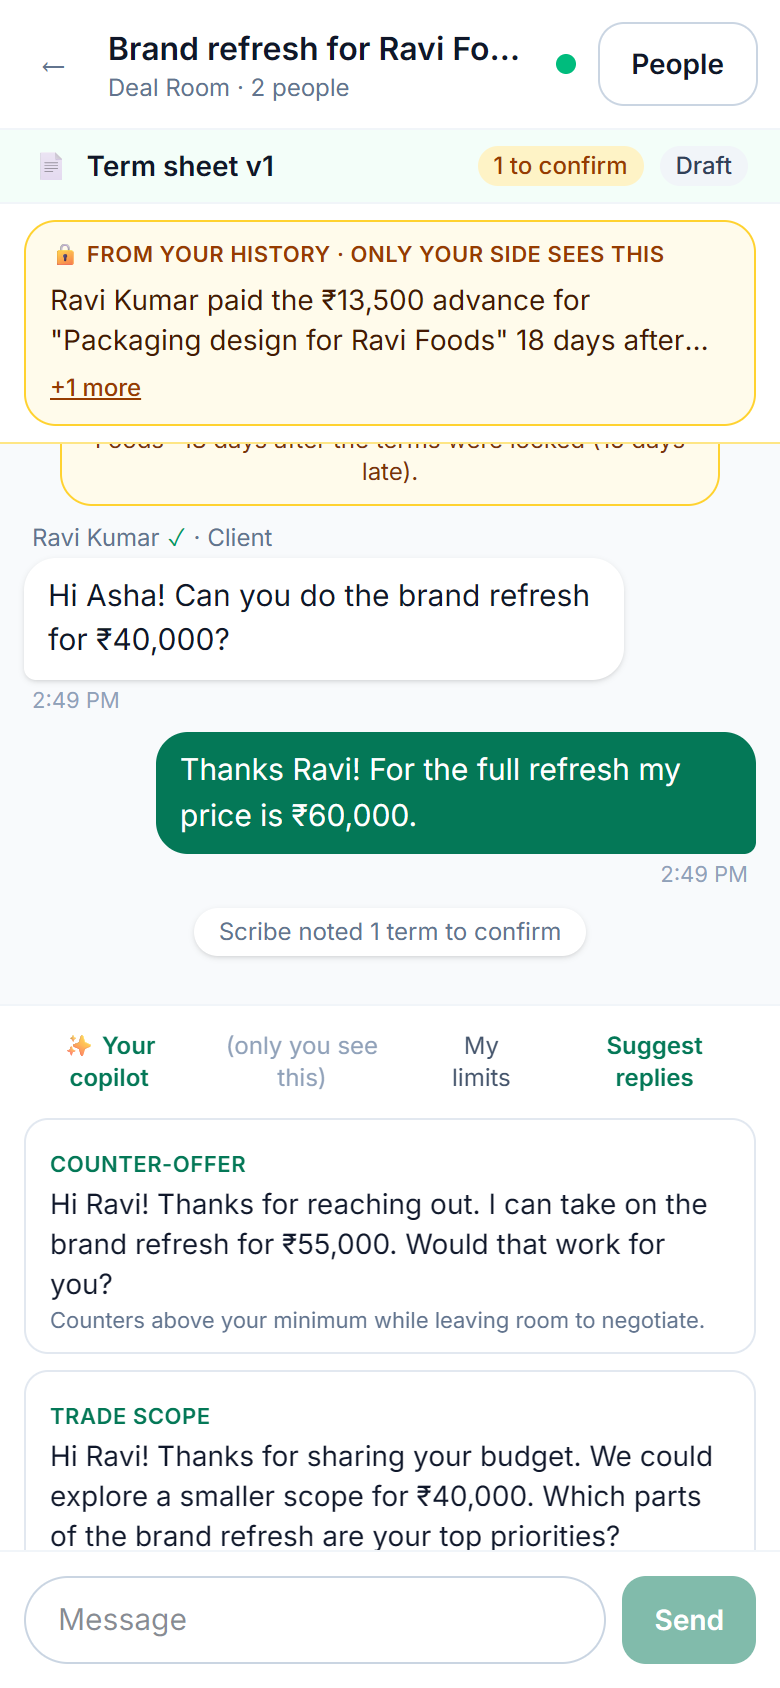 Brand refresh for Ravi Fo...
Deal Room · 2 people
People
Term sheet v1
1 to confirm
Draft
FROM YOUR HISTORY · ONLY YOUR SIDE SEES THIS
Ravi Kumar paid the ₹13,500 advance for
"Packaging design for Ravi Foods" 18 days after...
+1 more
late).
Ravi Kumar ✓ · Client
Hi Asha! Can you do the brand refresh
for ₹40,000?
2:49 PM
Thanks Ravi! For the full refresh my
price is ₹60,000.
2:49 PM
Scribe noted 1 term to confirm
✨ Your
copilot
(only you see
this)
My
limits
Suggest
replies
COUNTER-OFFER
Hi Ravi! Thanks for reaching out. I can take on the
brand refresh for ₹55,000. Would that work for
you?
Counters above your minimum while leaving room to negotiate.
TRADE SCOPE
Hi Ravi! Thanks for sharing your budget. We could
explore a smaller scope for ₹40,000. Which parts
of the brand refresh are your top priorities?
Message
Send